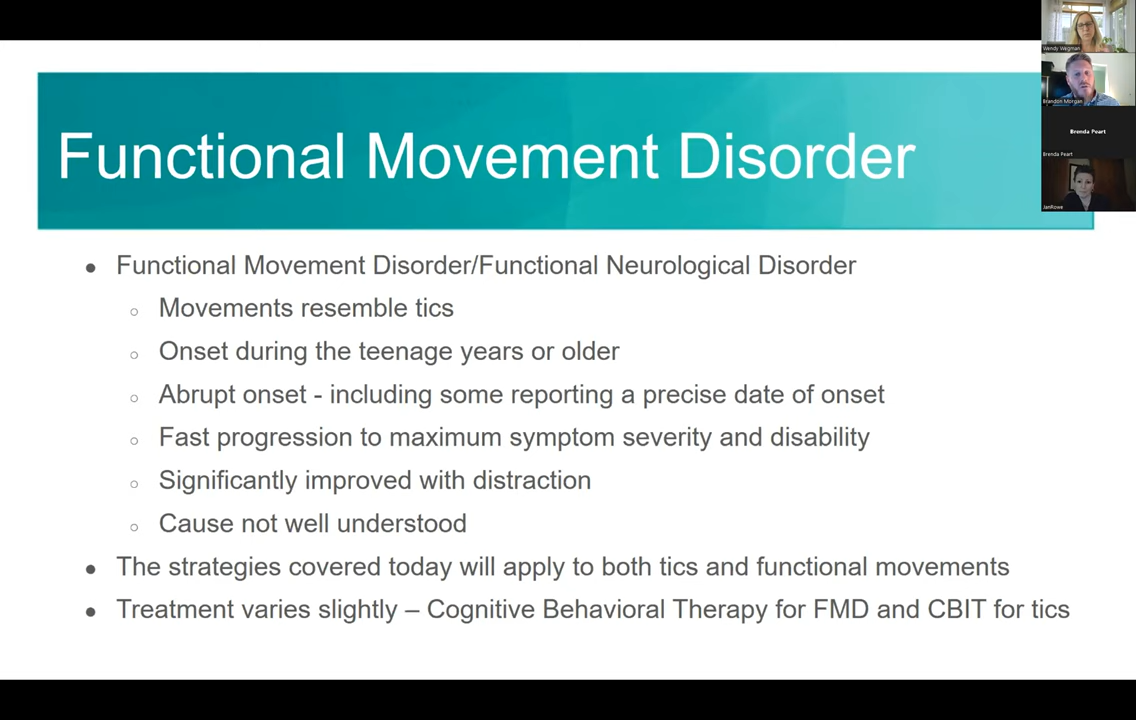 Functional Movement Disorder
● Functional Movement Disorder/Functional Neurological Disorder
○ Movements resemble tics
○ Onset during the teenage years or older
○ Abrupt onset - including some reporting a precise date of onset
○ Fast progression to maximum symptom severity and disability
○ Significantly improved with distraction
○ Cause not well understood
● The strategies covered today will apply to both tics and functional movements
● Treatment varies slightly – Cognitive Behavioral Therapy for FMD and CBIT for tics
Wendy Wegman
Brandon Morgan
Brenda Peart
Brenda Peart
JanRowe